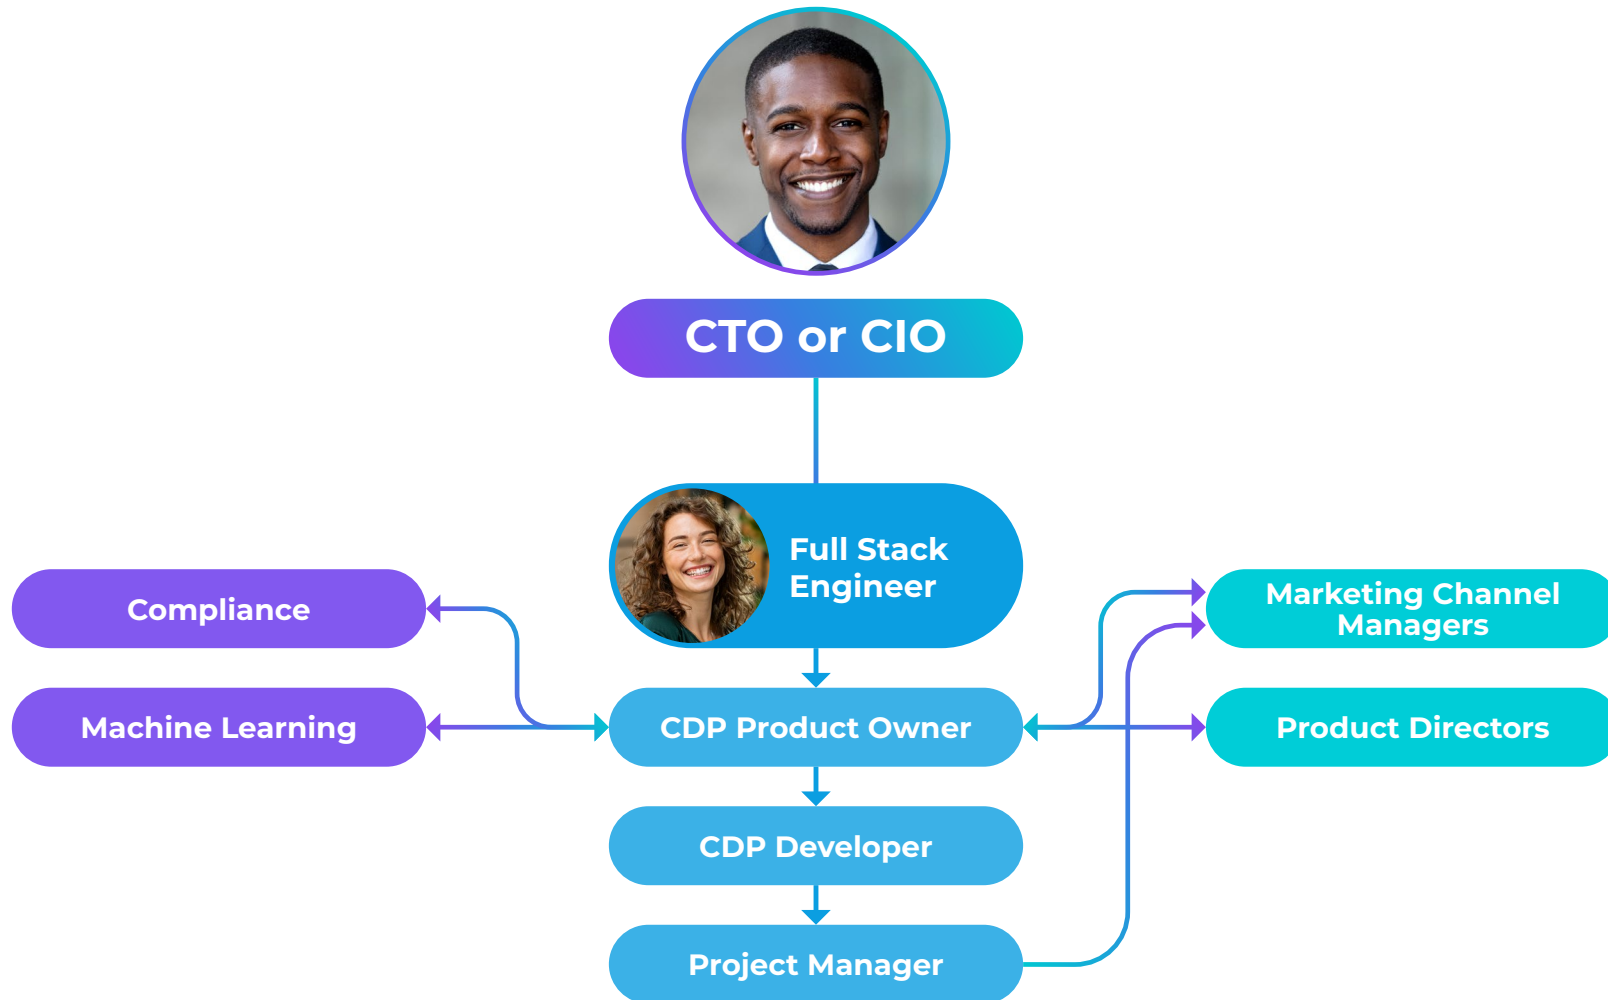 CTO or CIO
Full Stack
Engineer
Compliance
Marketing Channel
Managers
Machine Learning
CDP Product Owner
Product Directors
CDP Developer
Project Manager